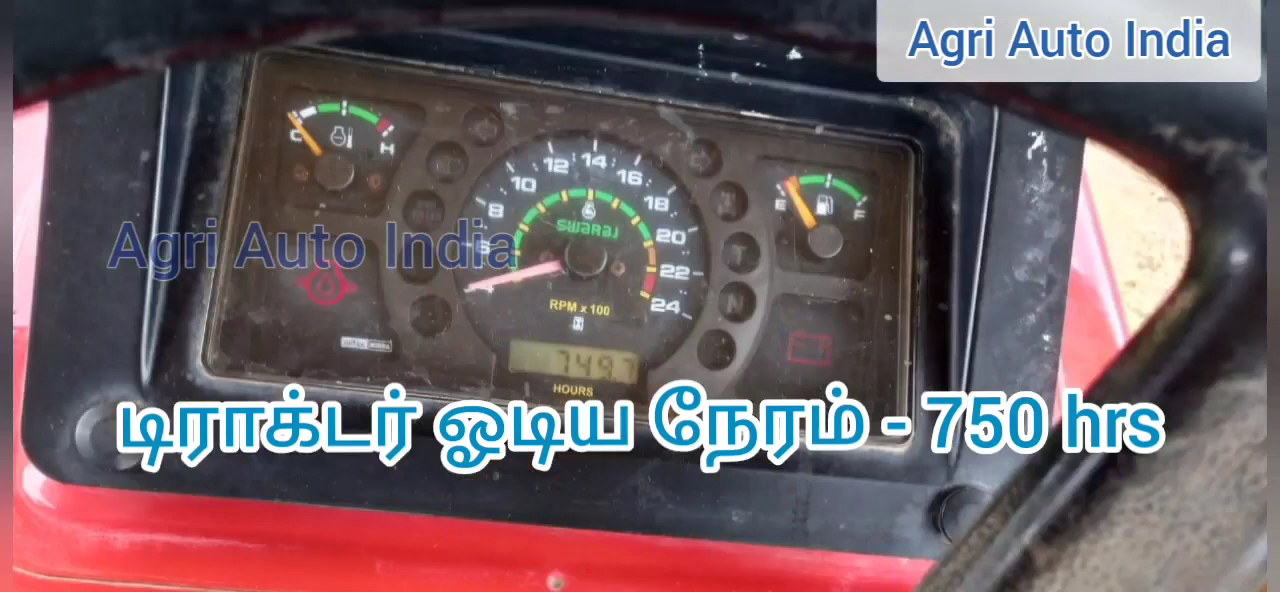 Agri Auto India
C H
8 10 12 14 16 18 20 22 24
E F
swaraj
Agri Auto India
RPM x 100
749.7
HOURS
டிராக்டர் ஓடிய நேரம் - 750 hrs